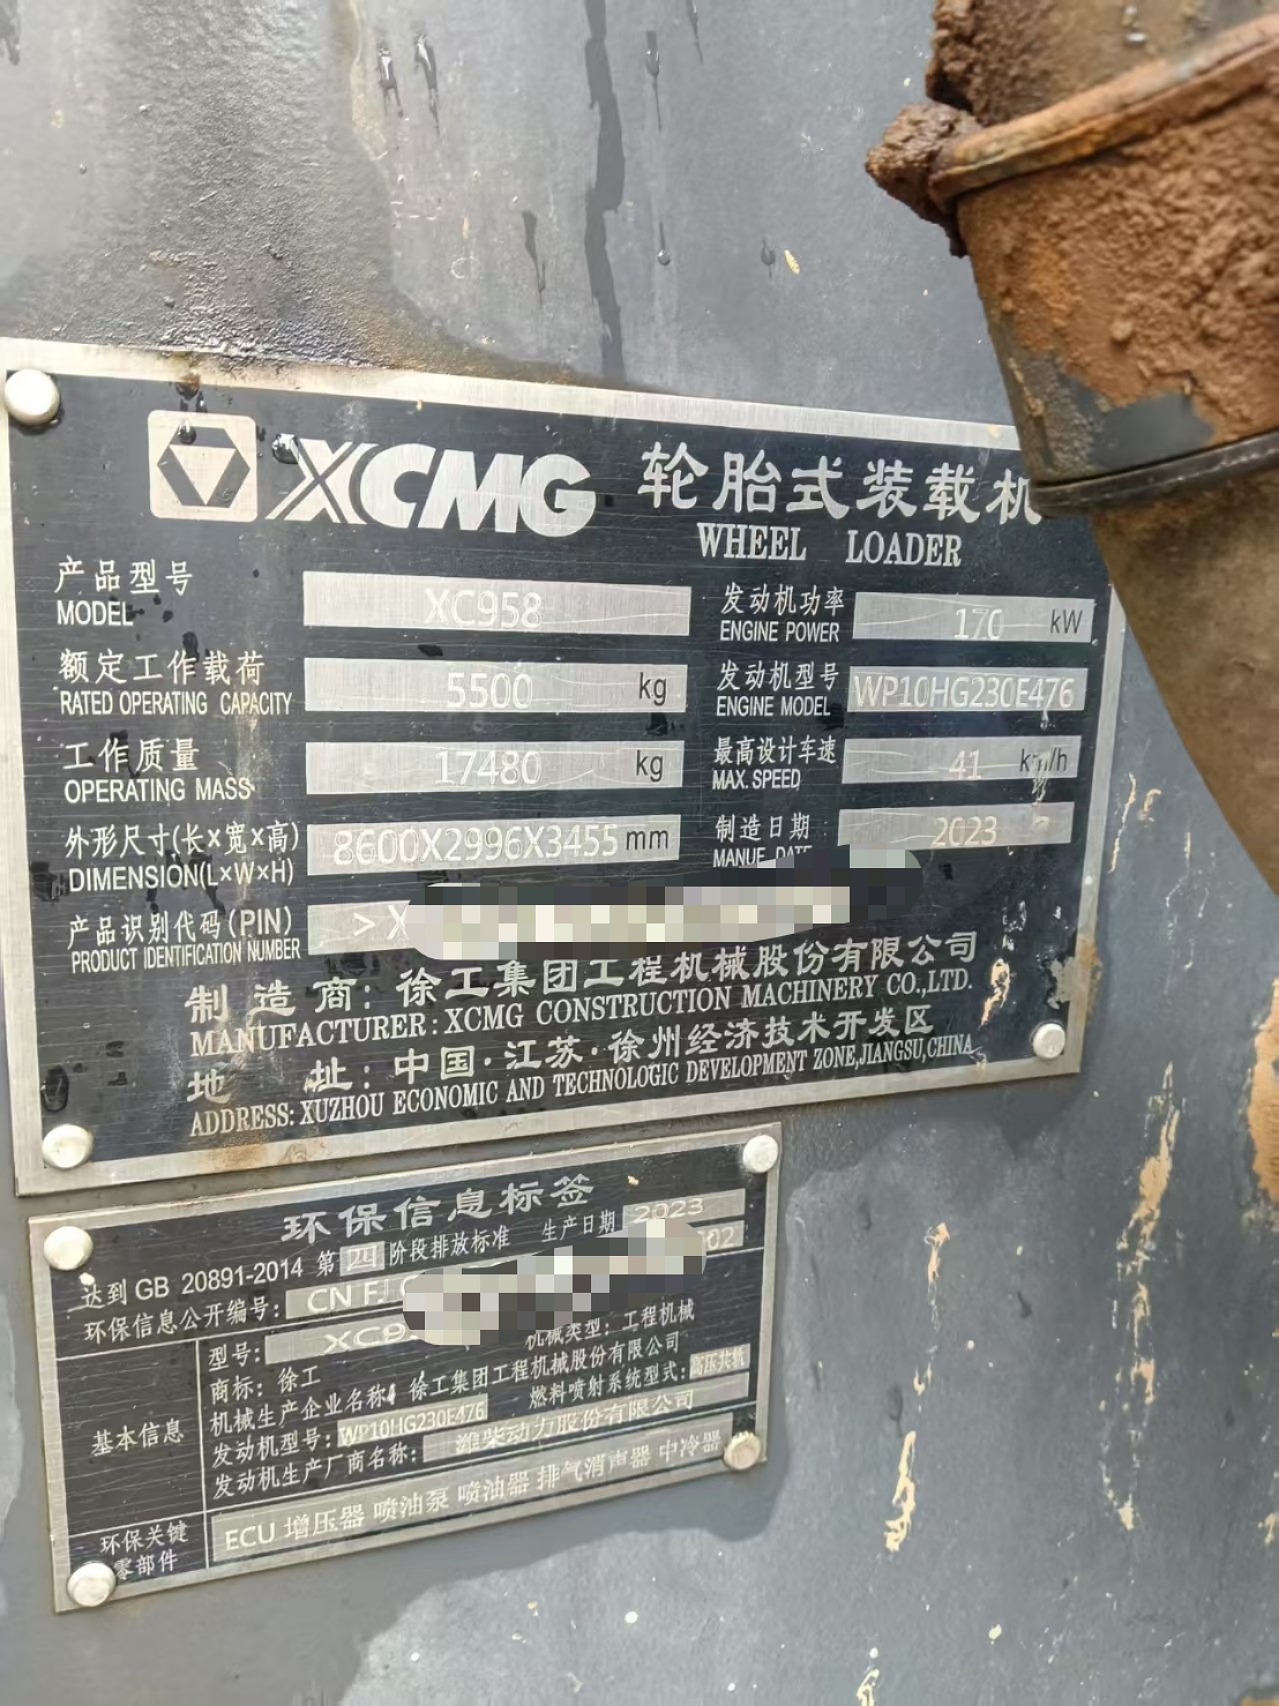 XCMG 轮胎式装载机
WHEEL LOADER
产品型号 XC958
MODEL
发动机功率 170 kW
ENGINE POWER
额定工作载荷 5500 kg
RATED OPERATING CAPACITY
发动机型号 WP10HG230E476
ENGINE MODEL
工作质量 17480 kg
OPERATING MASS
最高设计车速 41 km/h
MAX. SPEED
外形尺寸(长×宽×高) 8600X2996X3455 mm
DIMENSION(L×W×H)
制造日期 2023
MANUF. DATE
产品识别代码(PIN) >X
PRODUCT IDENTIFICATION NUMBER
制造商:徐工集团工程机械股份有限公司
MANUFACTURER:XCMG CONSTRUCTION MACHINERY CO.,LTD.
地址:中国·江苏·徐州经济技术开发区
ADDRESS:XUZHOU ECONOMIC AND TECHNOLOGIC DEVELOPMENT ZONE,JIANGSU,CHINA
环保信息标签
达到GB 20891-2014 第四阶段排放标准 生产日期 2023
环保信息公开编号: CN 02
型号: XC9
机械类型:工程机械
商标:徐工
机械生产企业名称:徐工集团工程机械股份有限公司
发动机型号:WP10HG230E476 燃料喷射系统型式:高压共轨
发动机生产厂商名称: 潍柴动力股份有限公司
基本信息
环保关键零部件
ECU 增压器 喷油泵 喷油器 排气消声器 中冷器